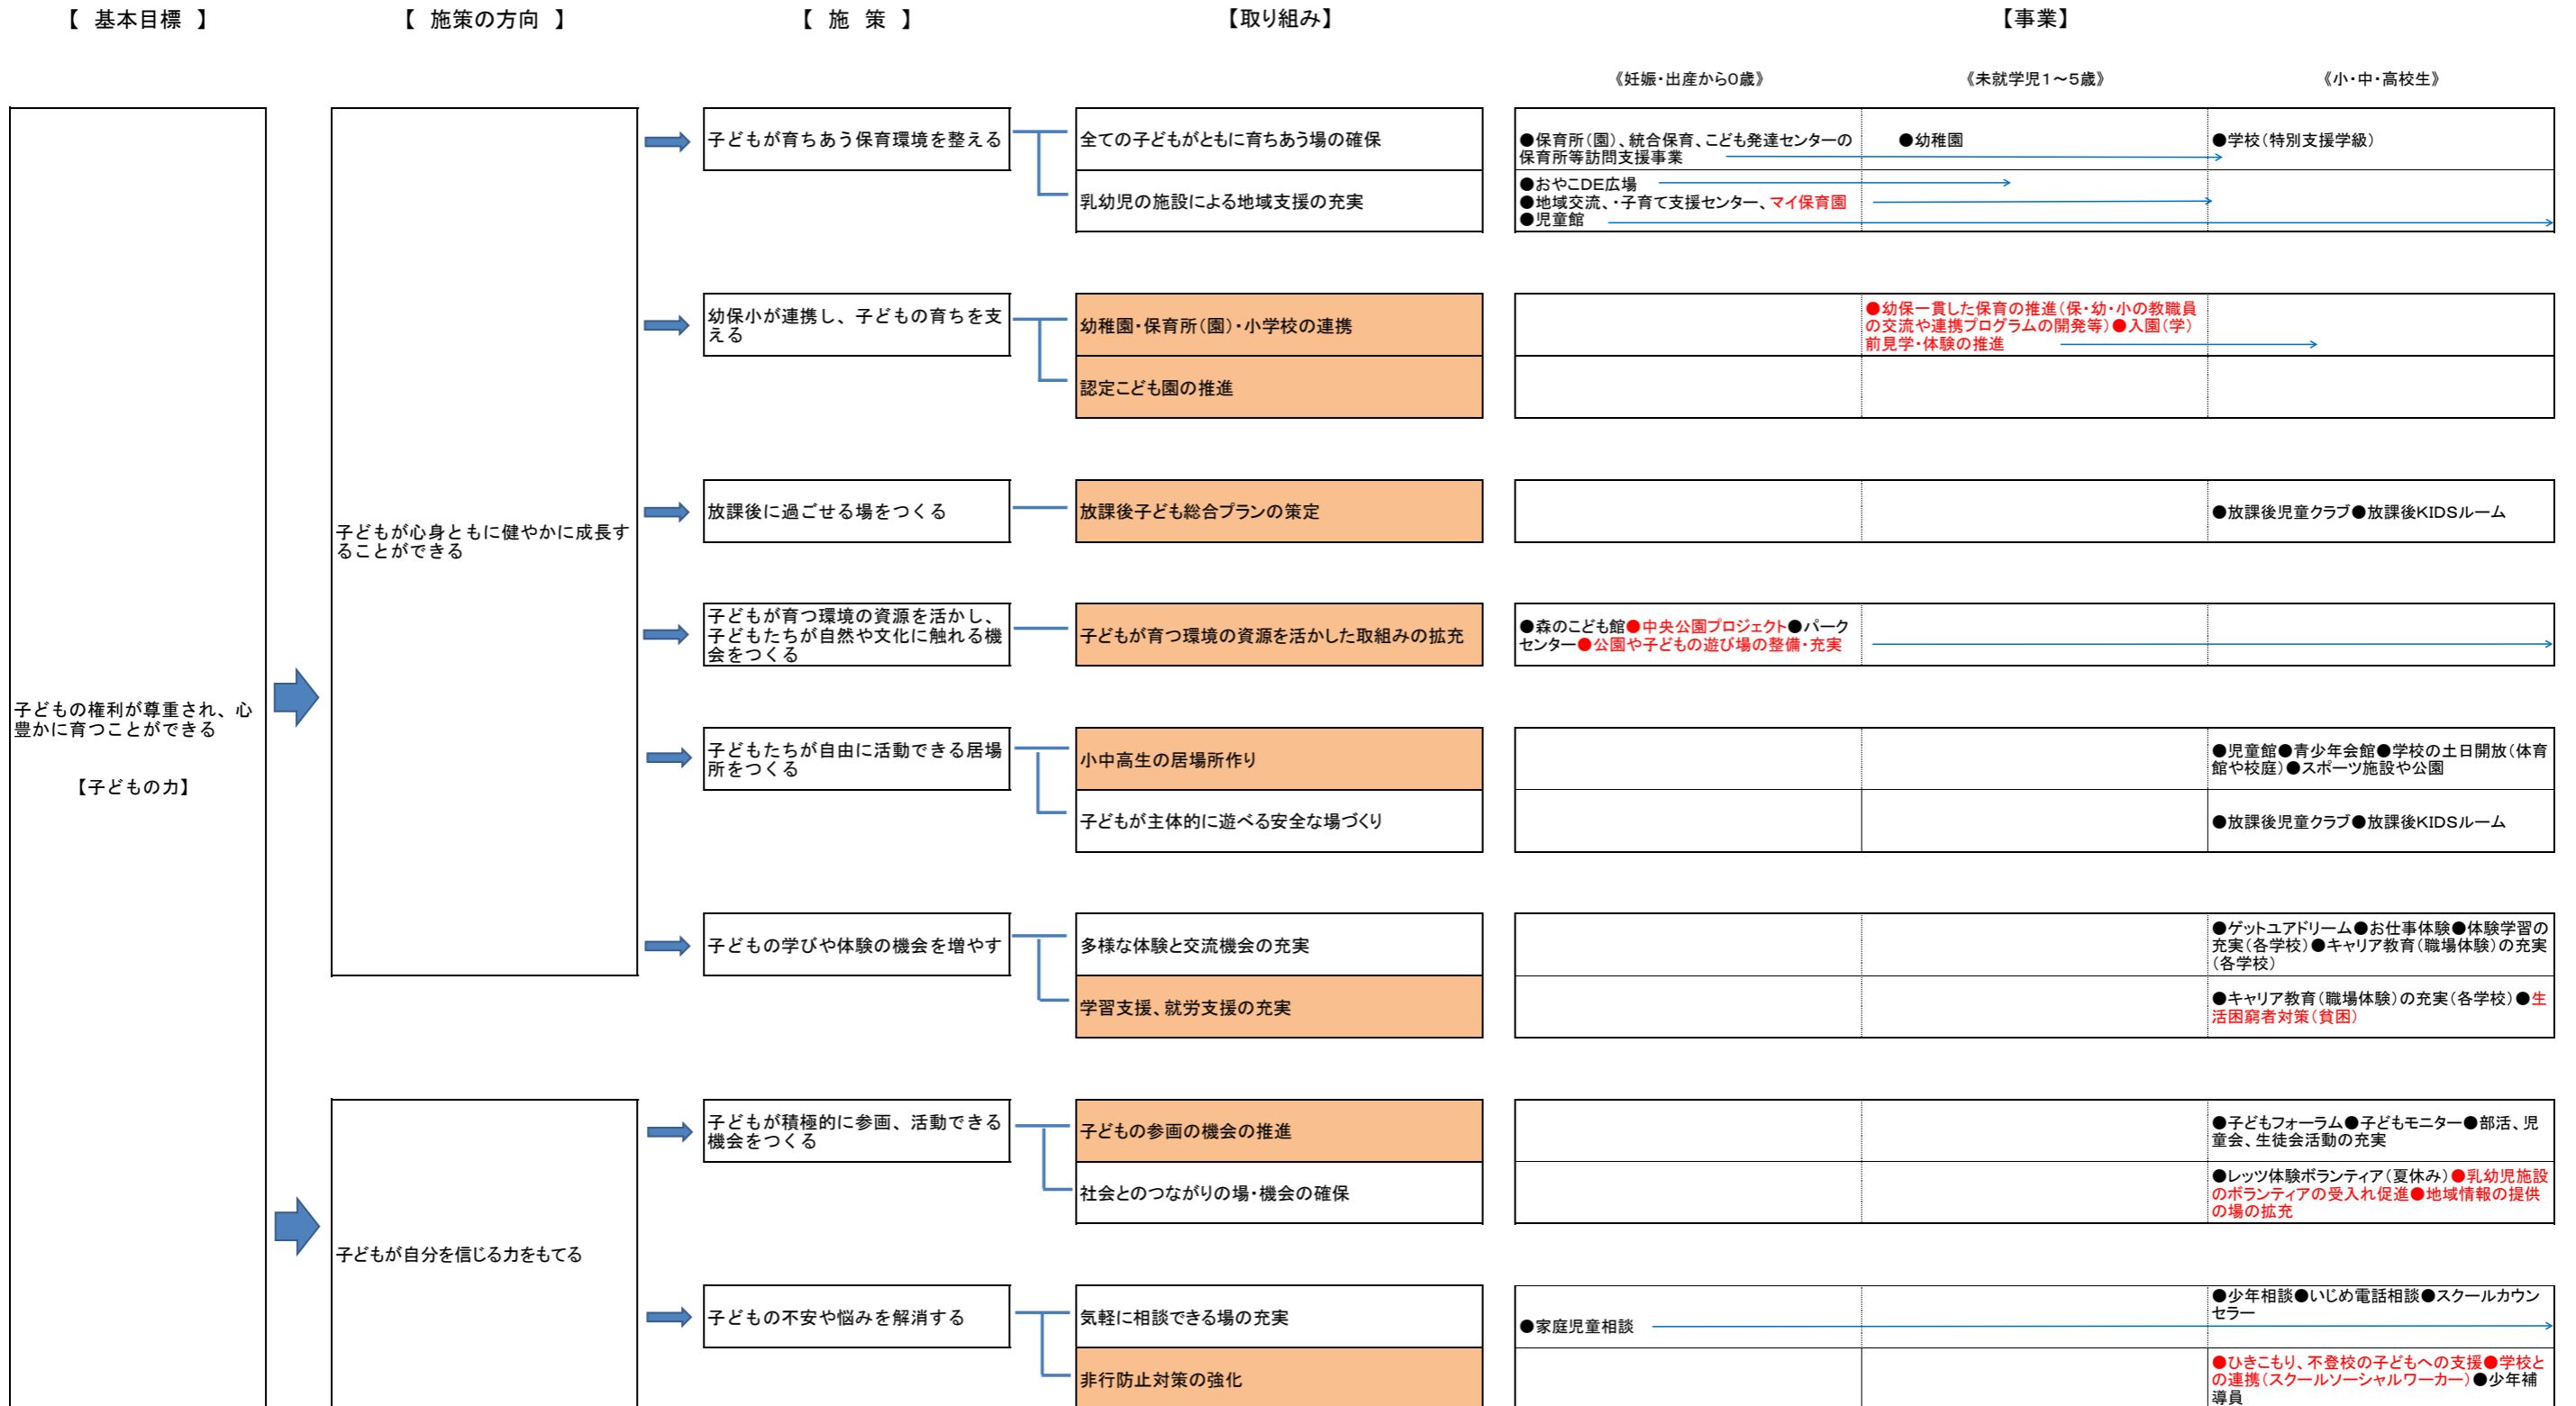 【 基本目標 】
【 施策の方向 】
【 施 策 】
【取り組み】
【事業】
《妊娠・出産から0歳》
《未就学児1～5歳》
《小・中・高校生》
子どもの権利が尊重され、心
豊かに育つことができる
【子どもの力】
子どもが心身ともに健やかに成長す
ることができる
子どもが育ちあう保育環境を整える
全ての子どもがともに育ちあう場の確保
●保育所(園)、統合保育、こども発達センターの
保育所等訪問支援事業
●幼稚園
●学校(特別支援学級)
乳幼児の施設による地域支援の充実
●おやこDE広場
●地域交流、・子育て支援センター、マイ保育園
●児童館
幼保小が連携し、子どもの育ちを支
える
幼稚園・保育所(園)・小学校の連携
●幼保一貫した保育の推進(保・幼・小の教職員
の交流や連携プログラムの開発等)●入園(学)
前見学・体験の推進
認定こども園の推進
放課後に過ごせる場をつくる
放課後子ども総合プランの策定
●放課後児童クラブ●放課後KIDSルーム
子どもが育つ環境の資源を活かし、
子どもたちが自然や文化に触れる機
会をつくる
子どもが育つ環境の資源を活かした取組みの拡充
●森のこども館●中央公園プロジェクト●パーク
センター●公園や子どもの遊び場の整備・充実
子どもたちが自由に活動できる居場
所をつくる
小中高生の居場所作り
●児童館●青少年会館●学校の土日開放(体育
館や校庭)●スポーツ施設や公園
子どもが主体的に遊べる安全な場づくり
●放課後児童クラブ●放課後KIDSルーム
子どもの学びや体験の機会を増やす
多様な体験と交流機会の充実
●ゲットユアドリーム●お仕事体験●体験学習の
充実(各学校)●キャリア教育(職場体験)の充実
(各学校)
学習支援、就労支援の充実
●キャリア教育(職場体験)の充実(各学校)●生
活困窮者対策(貧困)
子どもが自分を信じる力をもてる
子どもが積極的に参画、活動できる
機会をつくる
子どもの参画の機会の推進
●子どもフォーラム●子どもモニター●部活、児
童会、生徒会活動の充実
社会とのつながりの場・機会の確保
●レッツ体験ボランティア(夏休み)●乳幼児施設
のボランティアの受入れ促進●地域情報の提供
の場の拡充
子どもの不安や悩みを解消する
気軽に相談できる場の充実
●家庭児童相談
●少年相談●いじめ電話相談●スクールカウン
セラー
非行防止対策の強化
●ひきこもり、不登校の子どもへの支援●学校と
の連携(スクールソーシャルワーカー)●少年補
導員